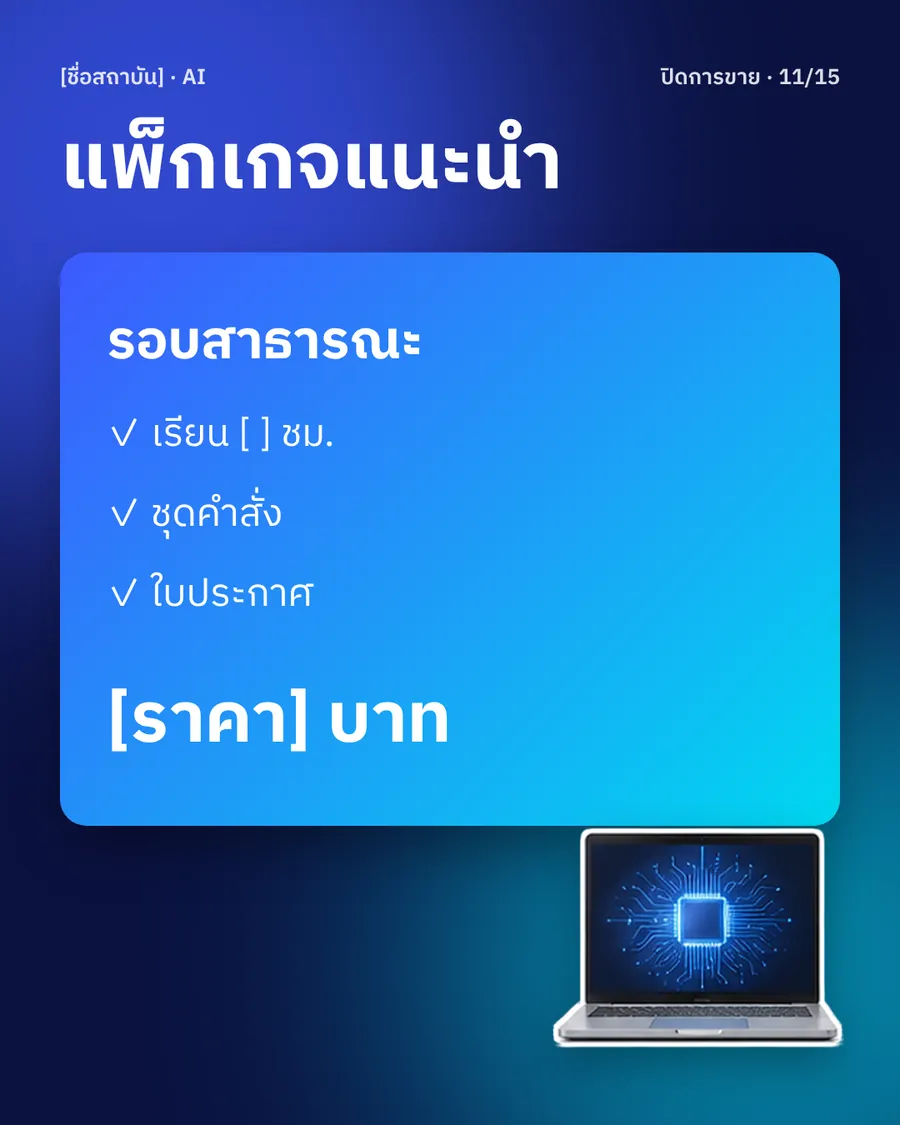 [ชื่อสถาบัน] · AI
ปิดการขาย · 11/15
แพ็กเกจแนะนำ
รอบสาธารณะ
✓ เรียน [ ] ชม.
✓ ชุดคำสั่ง
✓ ใบประกาศ
[ราคา] บาท